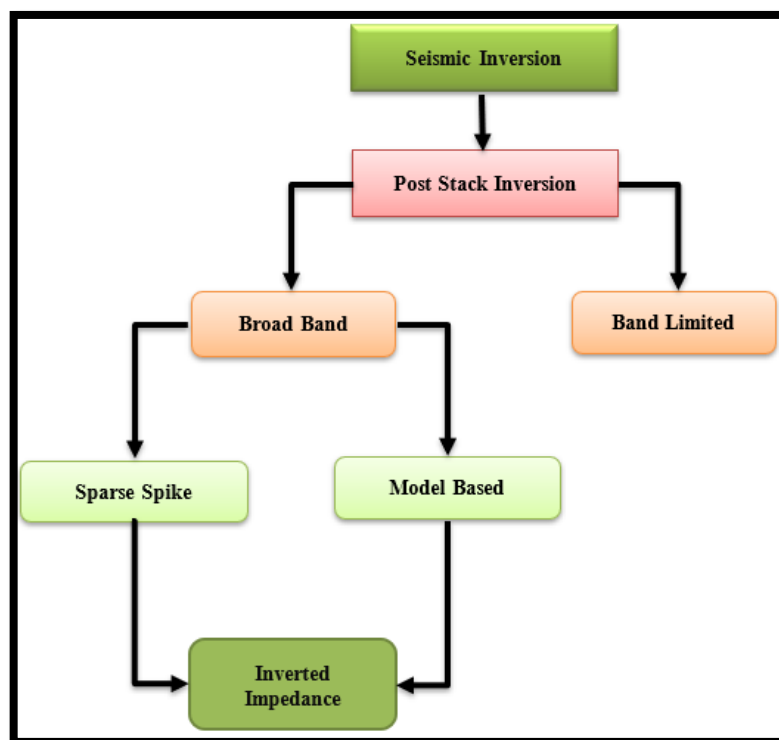 Seismic Inversion
Post Stack Inversion
Broad Band
Band Limited
Sparse Spike
Model Based
Inverted
Impedance